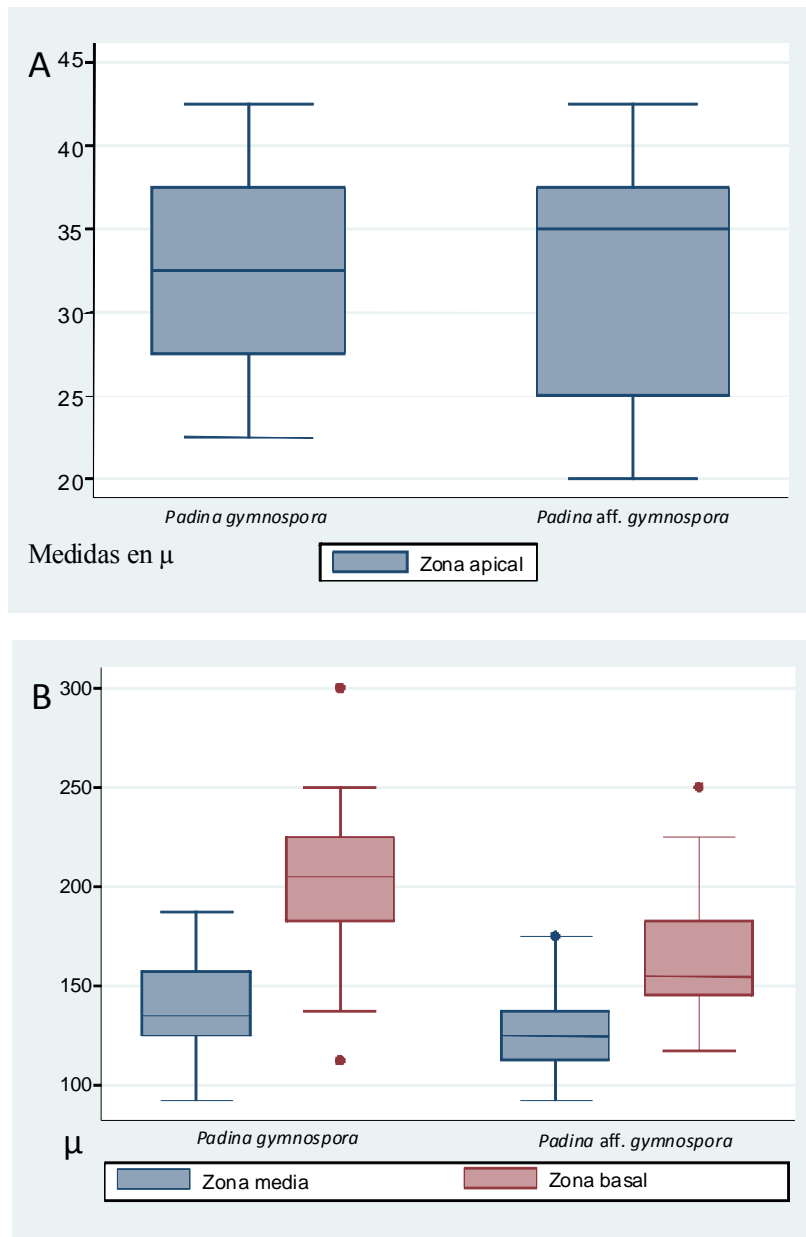 A
45
40
35
30
25
20
Padina gymnospora Padina aff. gymnospora
Medidas en μ
Zona apical
B
300
250
200
150
100
μ
Padina gymnospora Padina aff. gymnospora
Zona media Zona basal